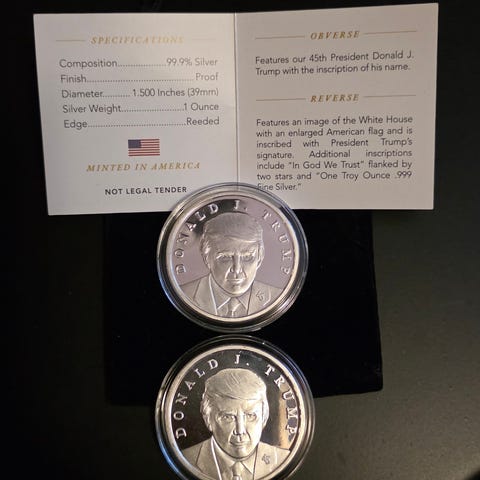 SPECIFICATIONS
Composition......................99.9% Silver
Finish.......................................Proof
Diameter...........1.500 Inches (39mm)
Silver Weight.........................1 Ounce
Edge......................................Reeded
MINTED IN AMERICA
NOT LEGAL TENDER
OBVERSE
Features our 45th President Donald J.
Trump with the inscription of his name.
REVERSE
Features an image of the White House
with an enlarged American flag and is
inscribed with President Trump's
signature. Additional inscriptions
include "In God We Trust" flanked by
two stars and "One Troy Ounce .999
Fine Silver."
DONALD J. TRUMP
DONALD J. TRUMP